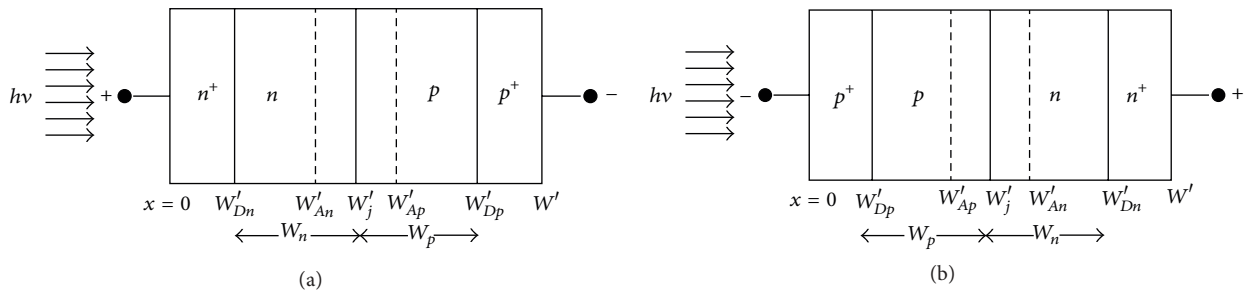 hν + n⁺ n p p⁺ −
x = 0 W′Dn W′An W′j W′Ap W′Dp W′
Wn Wp
(a)
hν − p⁺ p n n⁺ +
x = 0 W′Dp W′Ap W′j W′An W′Dn W′
Wp Wn
(b)